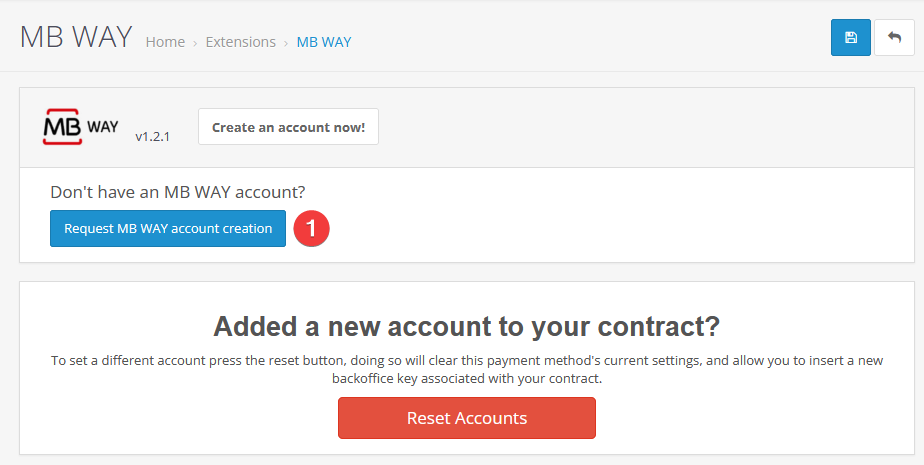 MB WAY Home › Extensions › MB WAY
MB WAY v1.2.1 Create an account now!
Don't have an MB WAY account?
Request MB WAY account creation 1
Added a new account to your contract?
To set a different account press the reset button, doing so will clear this payment method's current settings, and allow you to insert a new
backoffice key associated with your contract.
Reset Accounts